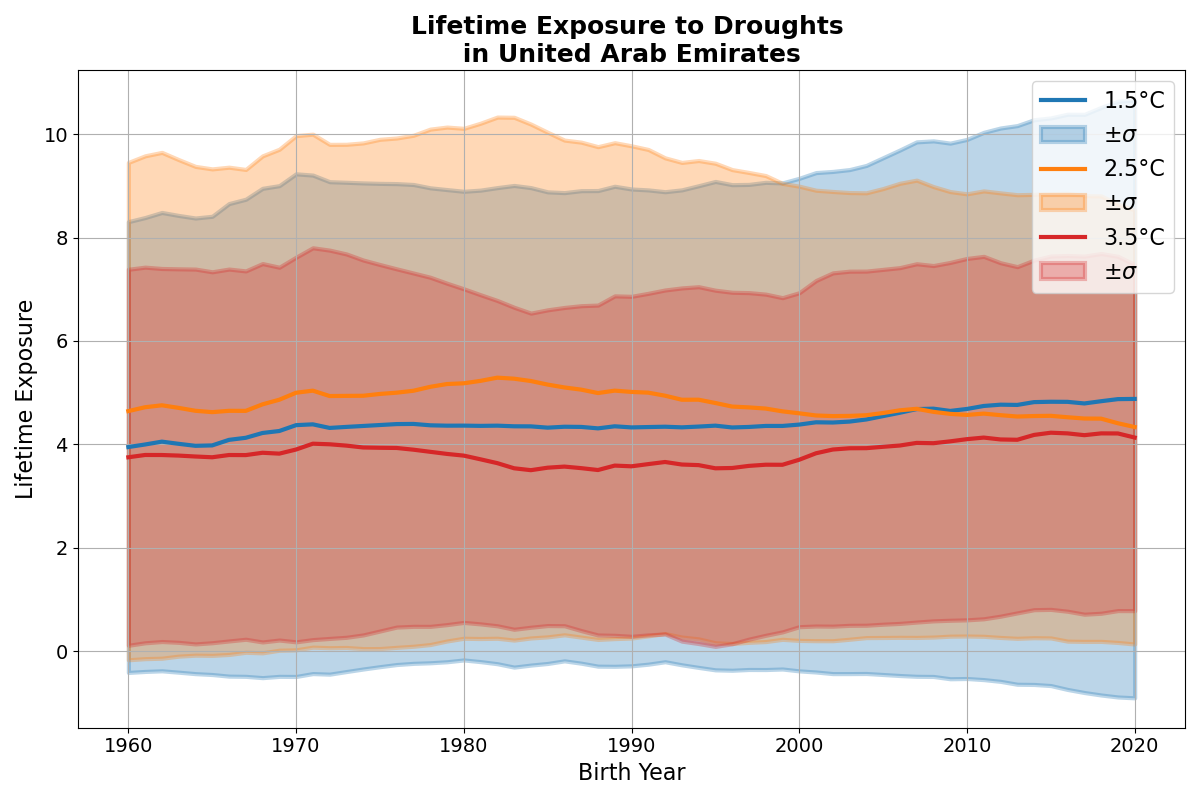 Lifetime Exposure to Droughts
in United Arab Emirates
1.5°C
±σ
2.5°C
±σ
3.5°C
±σ
Lifetime Exposure
10
8
6
4
2
0
1960
1970
1980
1990
2000
2010
2020
Birth Year